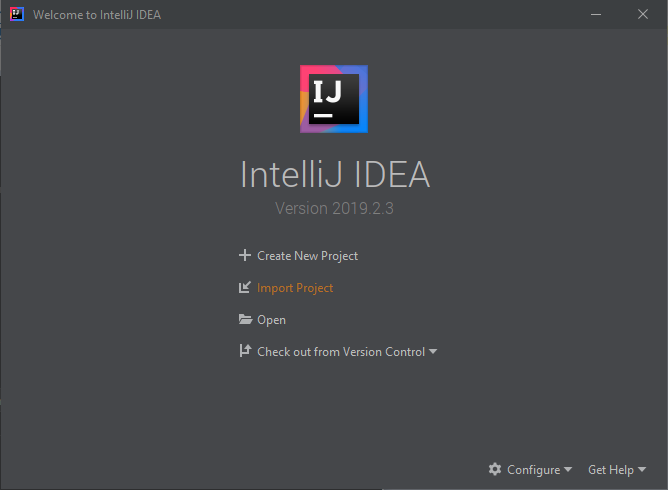 Welcome to IntelliJ IDEA
IJ
IntelliJ IDEA
Version 2019.2.3
Create New Project
Import Project
Open
Check out from Version Control
Configure Get Help